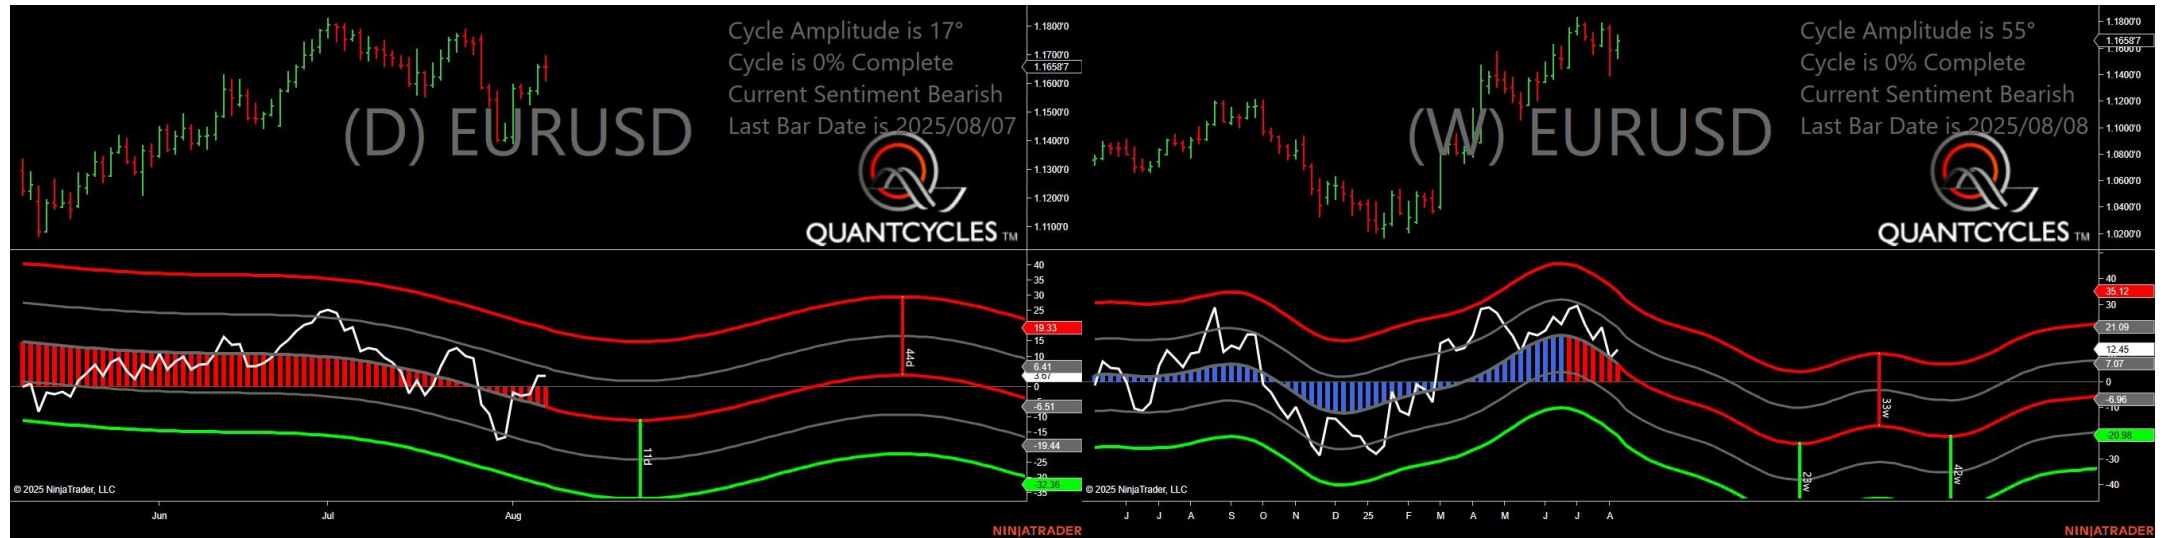 Cycle Amplitude is 17°
Cycle is 0% Complete
Current Sentiment Bearish
Last Bar Date is 2025/08/07
(D) EURUSD
QUANTCYCLES TM
1.1800'0
1.1700'0
1.1658'7
1.1600'0
1.1500'0
1.1400'0
1.1300'0
1.1200'0
1.1100'0
40
35
30
25
19.33
15
10
6.41
3.67
0
-6.51
-10
-15
-19.44
-25
-32.36
-35
44d
11d
© 2025 NinjaTrader, LLC
Jun
Jul
Aug
NINJATRADER
Cycle Amplitude is 55°
Cycle is 0% Complete
Current Sentiment Bearish
Last Bar Date is 2025/08/08
(W) EURUSD
QUANTCYCLES TM
1.1800'0
1.1658'7
1.1600'0
1.1400'0
1.1200'0
1.1000'0
1.0800'0
1.0600'0
1.0400'0
1.0200'0
40
35.12
30
21.09
12.45
7.07
0
-6.96
-10
-20.98
-30
-40
33w
23w
42w
© 2025 NinjaTrader, LLC
J
J
A
S
O
N
D
25
F
M
A
M
J
J
A
NINJATRADER